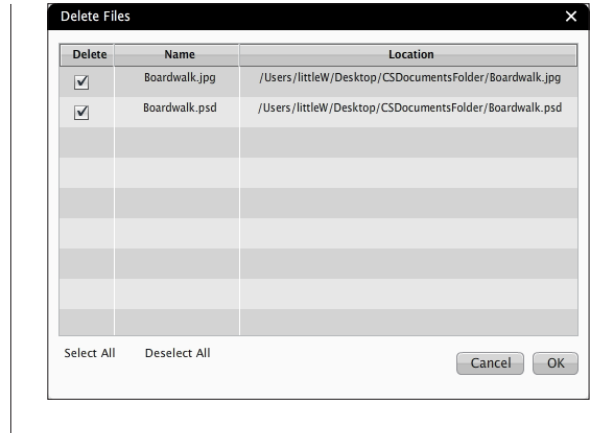 Delete Files
Delete Name Location
Boardwalk.jpg /Users/littleW/Desktop/CSDocumentsFolder/Boardwalk.jpg
Boardwalk.psd /Users/littleW/Desktop/CSDocumentsFolder/Boardwalk.psd
Select All Deselect All
Cancel OK